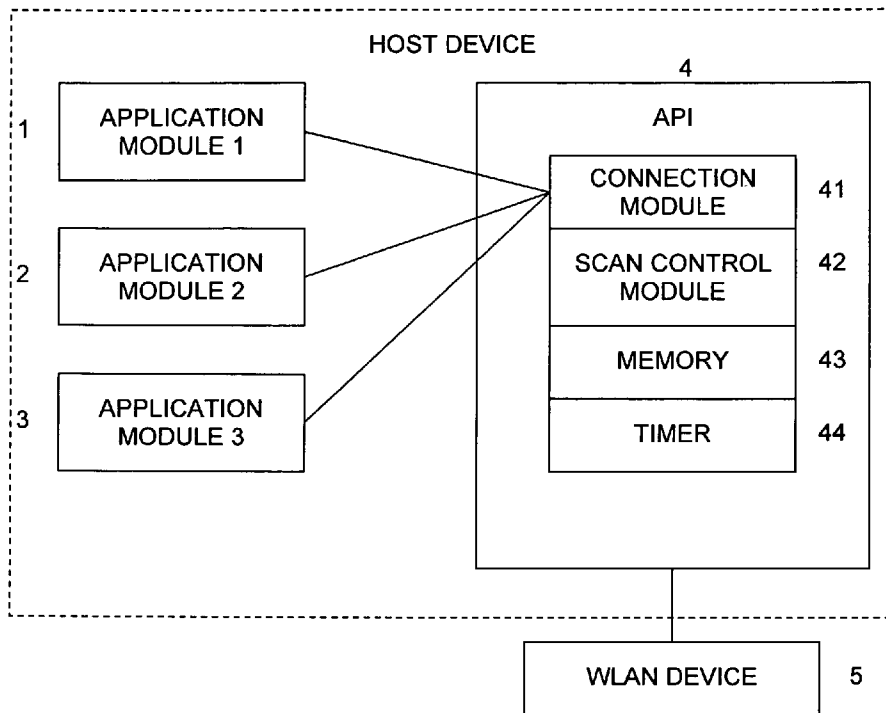 HOST DEVICE
4
1
APPLICATION
MODULE 1
API
CONNECTION
MODULE
41
2
APPLICATION
MODULE 2
SCAN CONTROL
MODULE
42
MEMORY
43
3
APPLICATION
MODULE 3
TIMER
44
WLAN DEVICE
5